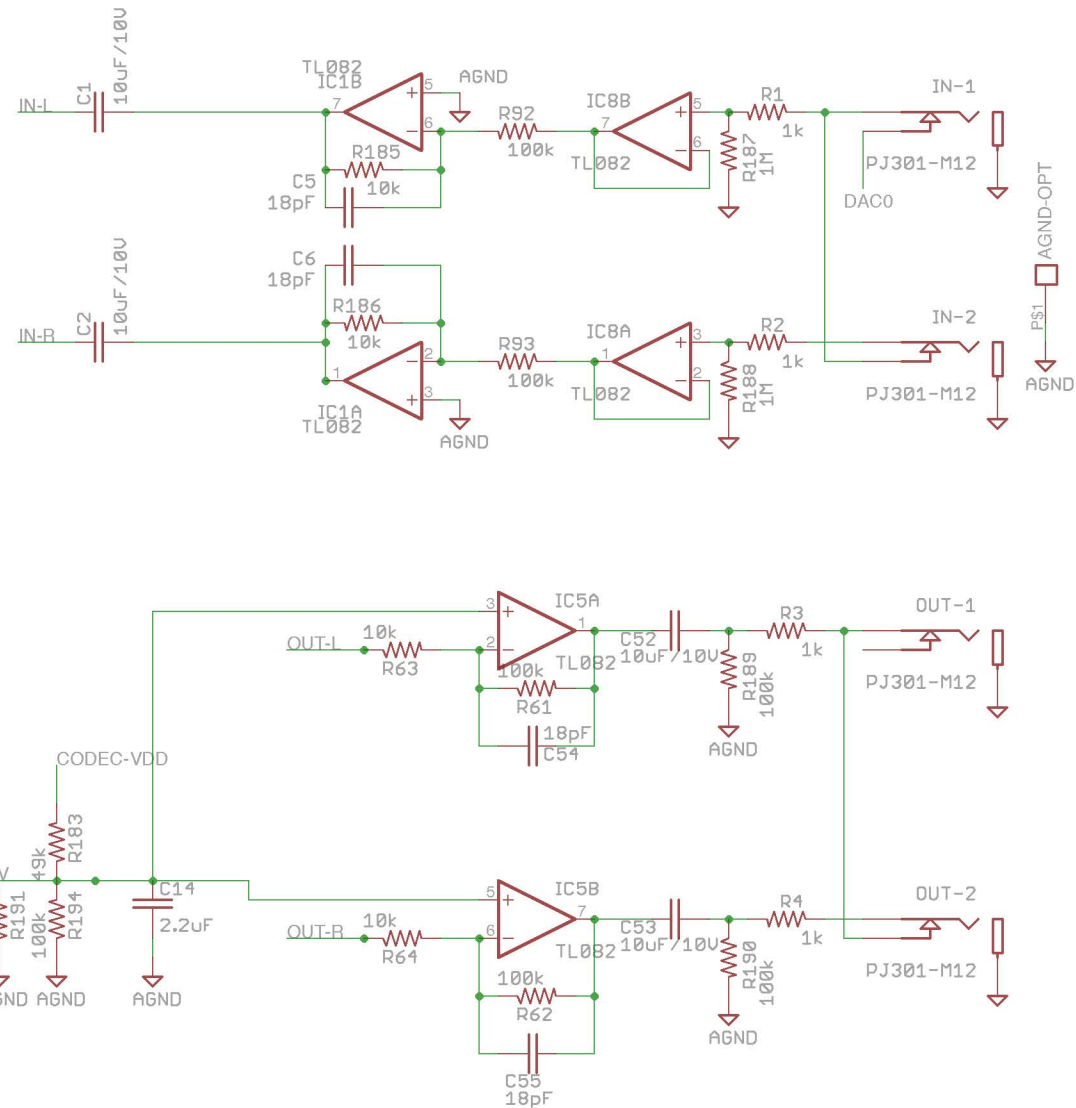 10uF/10V
C1
IN-L
TL082
IC1B
AGND
7
5
6
R92
100k
IC8B
7
5
6
TL082
R1
1k
R187
1M
IN-1
PJ301-M12
DAC0
AGND-OPT
R185
10k
C5
18pF
C6
18pF
10uF/10V
C2
IN-R
R186
10k
2
3
1
IC1A
TL082
AGND
R93
100k
IC8A
1
3
2
TL082
R2
1k
R188
1M
IN-2
PJ301-M12
P$1
AGND
IC5A
3
2
1
TL082
OUT-L
10k
R63
100k
R61
18pF
C54
C52
10uF/10V
R189
100k
AGND
R3
1k
OUT-1
PJ301-M12
CODEC-VDD
R183
49k
V
R191
100k
R194
C14
2.2uF
GND
AGND
AGND
IC5B
5
6
7
TL082
OUT-R
10k
R64
100k
R62
C55
18pF
C53
10uF/10V
R190
100k
AGND
R4
1k
OUT-2
PJ301-M12